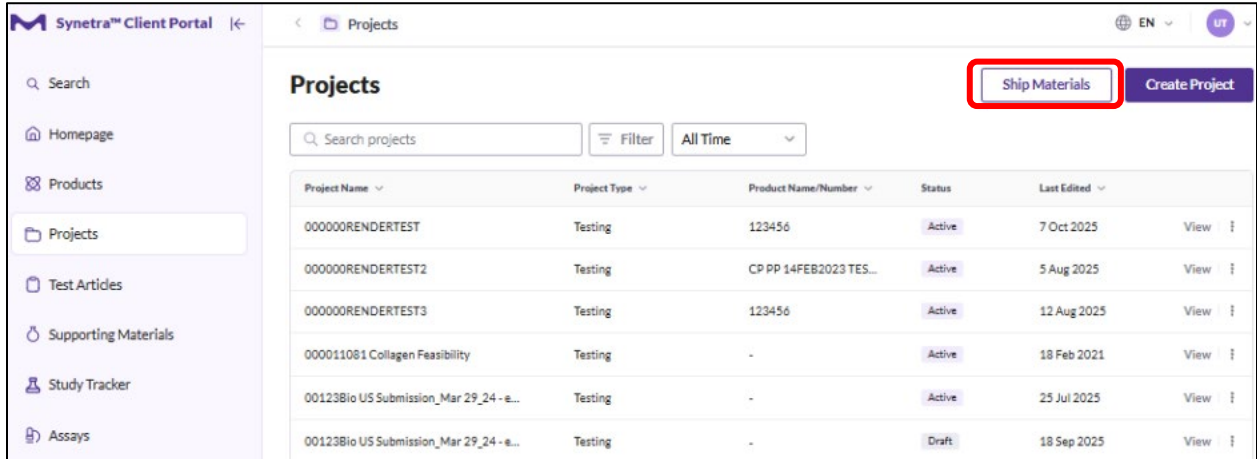 Synetra™ Client Portal
Projects
EN
UT
Search
Homepage
Products
Projects
Test Articles
Supporting Materials
Study Tracker
Assays
Projects
Ship Materials
Create Project
Search projects
Filter
All Time
Project Name Project Type Product Name/Number Status Last Edited
000000RENDERTEST Testing 123456 Active 7 Oct 2025 View
000000RENDERTEST2 Testing CP PP 14FEB2023 TES... Active 5 Aug 2025 View
000000RENDERTEST3 Testing 123456 Active 12 Aug 2025 View
000011081 Collagen Feasibility Testing - Active 18 Feb 2021 View
00123Bio US Submission_Mar 29_24 - e... Testing - Active 25 Jul 2025 View
00123Bio US Submission_Mar 29_24 - e... Testing - Draft 18 Sep 2025 View